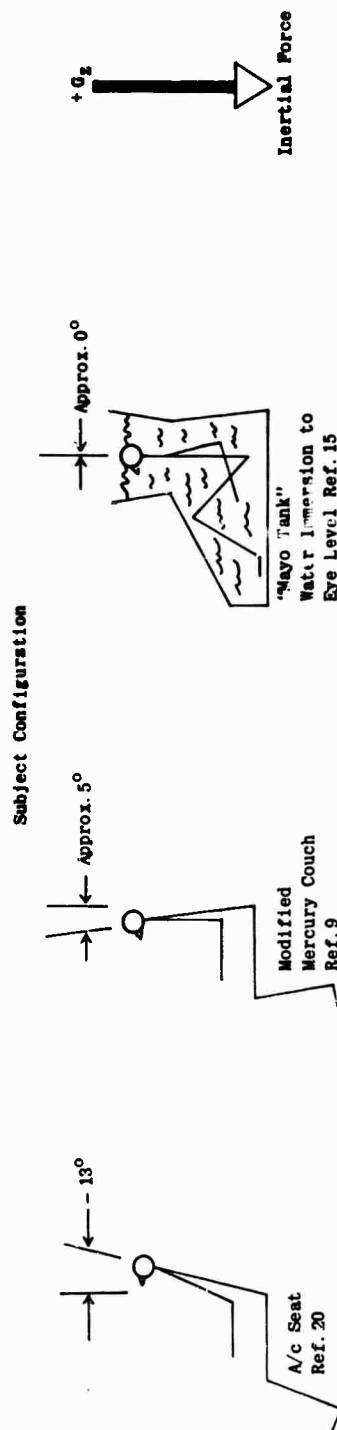 Subject Configuration
- 13°
A/c Seat
Ref. 20
Approx. 5°
Modified
Mercury Couch
Ref. 9
Approx. 0°
"Mayo Tank"
Water Immersion to
Eye Level Ref. 15
+ Gz
Inertial Force